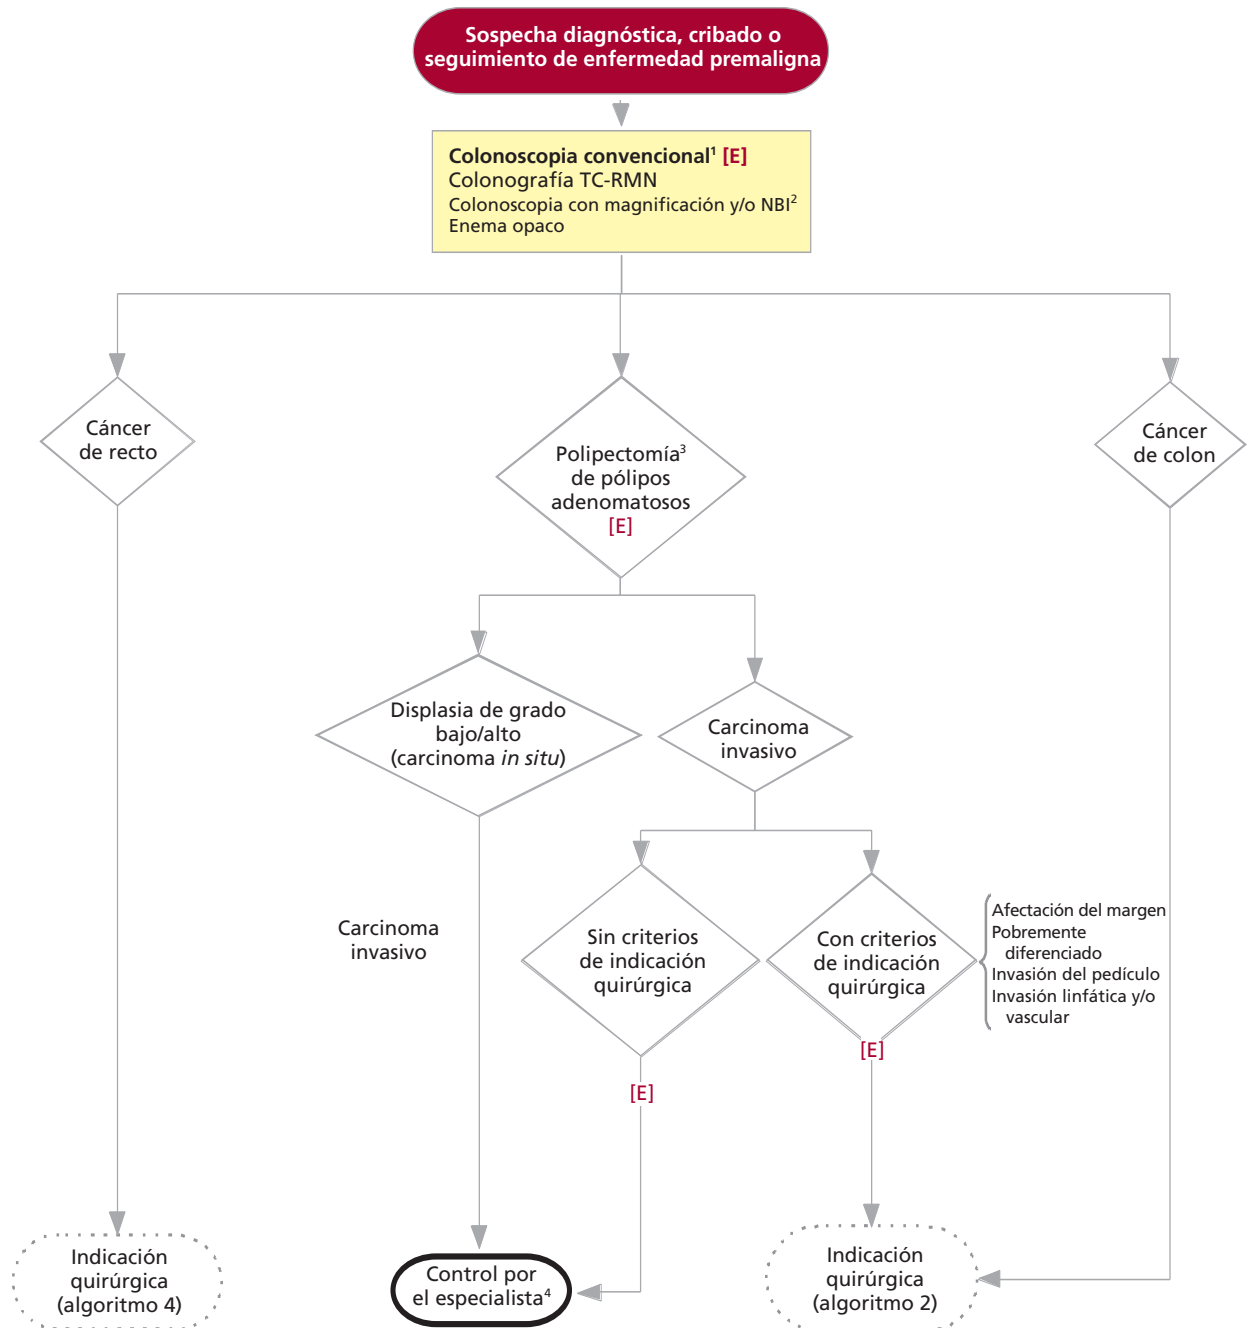 Sospecha diagnóstica, cribado o
seguimiento de enfermedad premaligna
Colonoscopia convencional¹ [E]
Colonografía TC-RMN
Colonoscopia con magnificación y/o NBI²
Enema opaco
Cáncer
de recto
Polipectomía³
de pólipos
adenomatosos
[E]
Cáncer
de colon
Displasia de grado
bajo/alto
(carcinoma in situ)
Carcinoma
invasivo
Carcinoma
invasivo
Sin criterios
de indicación
quirúrgica
[E]
Con criterios
de indicación
quirúrgica
[E]
Afectación del margen
Pobremente
diferenciado
Invasión del pedículo
Invasión linfática y/o
vascular
Indicación
quirúrgica
(algoritmo 4)
Control por
el especialista⁴
Indicación
quirúrgica
(algoritmo 2)